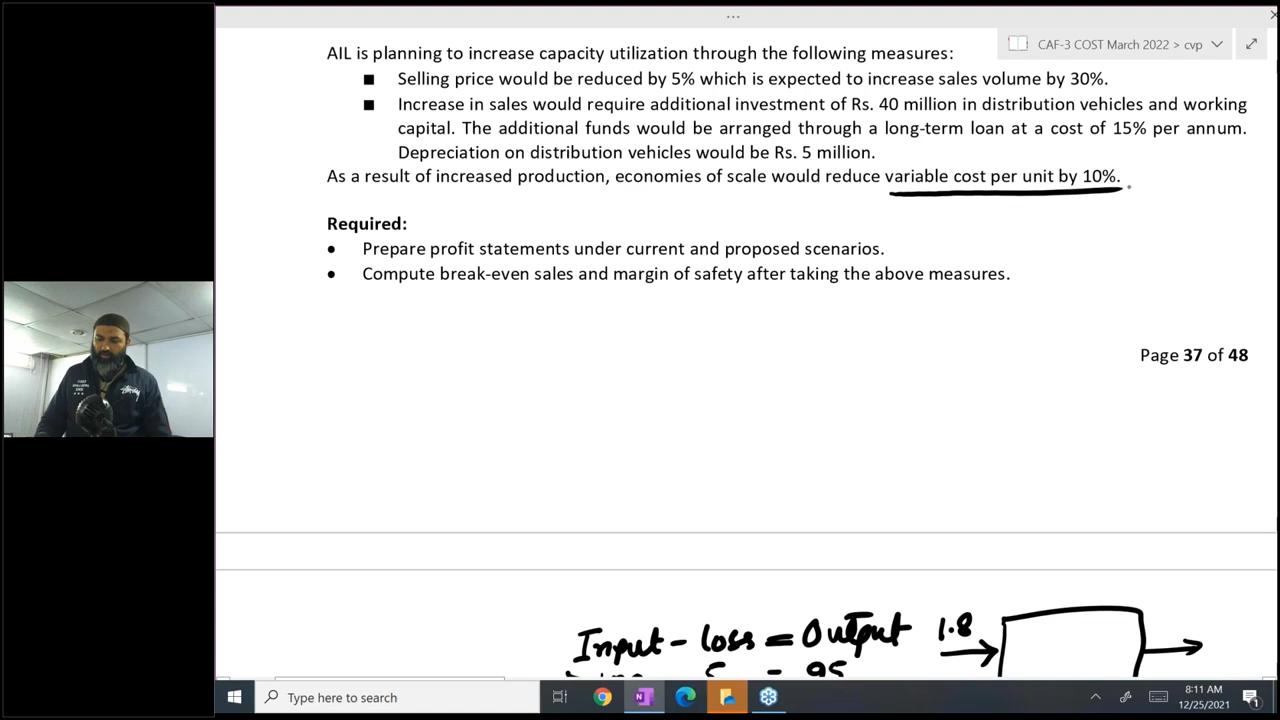 CAF-3 COST March 2022 > cvp
AIL is planning to increase capacity utilization through the following measures:
■ Selling price would be reduced by 5% which is expected to increase sales volume by 30%.
■ Increase in sales would require additional investment of Rs. 40 million in distribution vehicles and working
capital. The additional funds would be arranged through a long-term loan at a cost of 15% per annum.
Depreciation on distribution vehicles would be Rs. 5 million.
As a result of increased production, economies of scale would reduce variable cost per unit by 10%.
Required:
• Prepare profit statements under current and proposed scenarios.
• Compute break-even sales and margin of safety after taking the above measures.
Page 37 of 48
Input - loss = Output 1.8
5 = 95
Type here to search
8:11 AM
12/25/2021